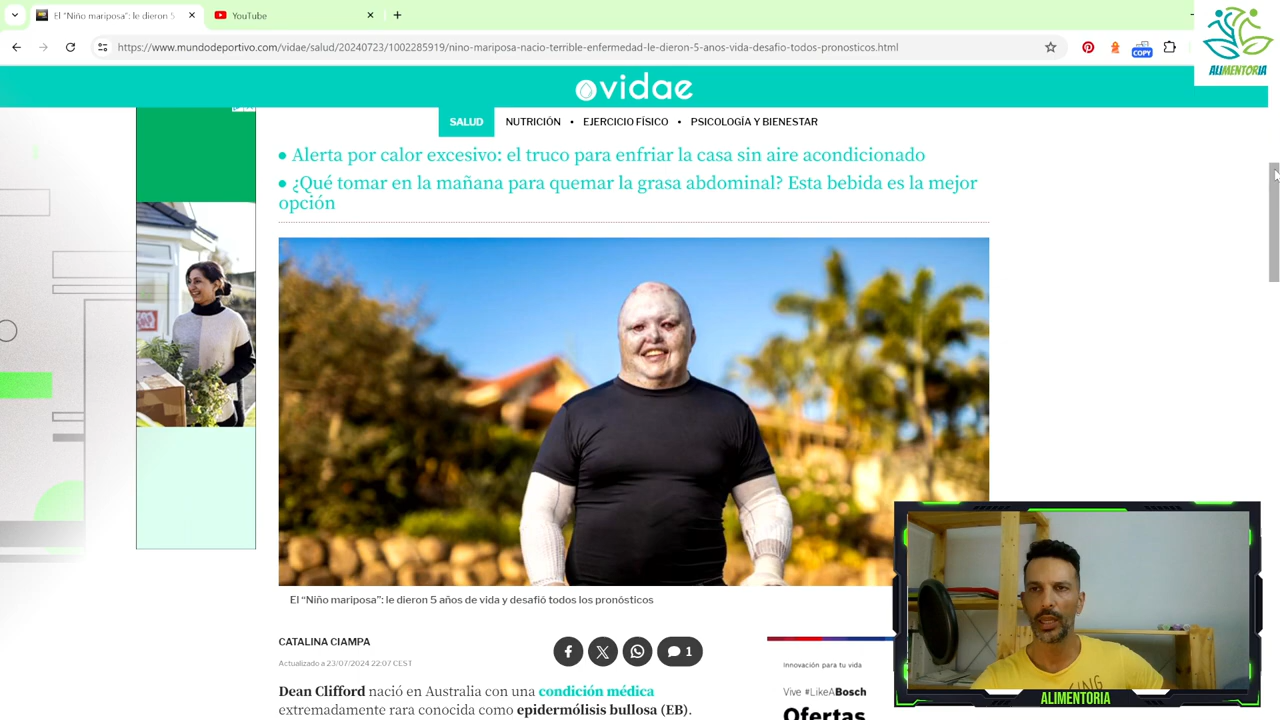 El "Niño mariposa": le dieron 5
YouTube
https://www.mundodeportivo.com/vidae/salud/20240723/1002285919/nino-mariposa-nacio-terrible-enfermedad-le-dieron-5-anos-vida-desafio-todos-pronosticos.html
COPY
ALIMENTORIA
vidae
SALUD NUTRICIÓN • EJERCICIO FÍSICO • PSICOLOGÍA Y BIENESTAR
● Alerta por calor excesivo: el truco para enfriar la casa sin aire acondicionado
● ¿Qué tomar en la mañana para quemar la grasa abdominal? Esta bebida es la mejor
opción
El "Niño mariposa": le dieron 5 años de vida y desafió todos los pronósticos
CATALINA CIAMPA
1
Actualizado a 23/07/2024 22:07 CEST
Dean Clifford nació en Australia con una condición médica
extremadamente rara conocida como epidermólisis bullosa (EB).
Innovación para tu vida
Vive #LikeABosch
Ofertas
KING
ALIMENTORIA